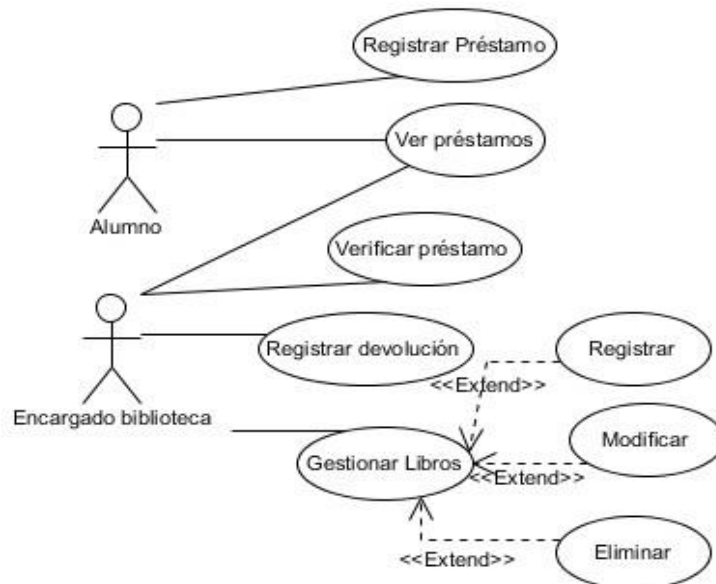 Registrar Préstamo
Ver préstamos
Alumno
Verificar préstamo
Registrar devolución
Registrar
<<Extend>>
Encargado biblioteca
Modificar
Gestionar Libros
<<Extend>>
Eliminar
<<Extend>>